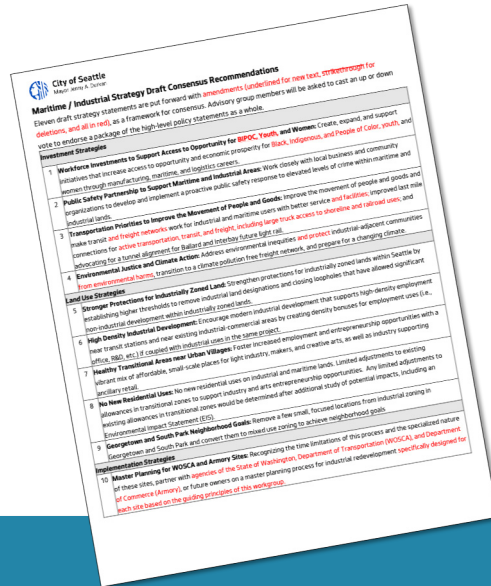 City of Seattle
Mayor Jenny A. Durkan
Maritime / Industrial Strategy Draft Consensus Recommendations
Eleven draft strategy statements are put forward with amendments (underlined for new text, strikethrough for
deletions, and all in red), as a framework for consensus. Advisory group members will be asked to cast an up or down
vote to endorse a package of the high-level policy statements as a whole.
Investment Strategies
1 Workforce Investments to Support Access to Opportunity for BIPOC, Youth, and Women: Create, expand, and support
initiatives that increase access to opportunity and economic prosperity for Black, Indigenous, and People of Color, youth, and
women through manufacturing, maritime, and logistics careers.
2 Public Safety Partnership to Support Maritime and Industrial Areas: Work closely with local business and community
organizations to develop and implement a proactive public safety response to elevated levels of crime within maritime and
industrial lands.
3 Transportation Priorities to Improve the Movement of People and Goods: Improve the movement of people and goods and
make transit and freight networks work for industrial and maritime users with better service and facilities; improved last mile
connections for active transportation, transit, and freight, including large truck access to shoreline and railroad uses; and
advocating for a tunnel alignment for Ballard and Interbay future light rail.
4 Environmental Justice and Climate Action: Address environmental inequities and protect industrial-adjacent communities
from environmental harms, transition to a climate pollution free freight network, and prepare for a changing climate.
Land Use Strategies
5 Stronger Protections for Industrially Zoned Land: Strengthen protections for industrially zoned lands within Seattle by
establishing higher thresholds to remove industrial land designations and closing loopholes that have allowed significant
non-industrial development within industrially zoned lands.
6 High Density Industrial Development: Encourage modern industrial development that supports high-density employment
near transit stations and near existing industrial-commercial areas by creating density bonuses for employment uses (i.e.,
office, R&D, etc.) if coupled with industrial uses in the same project.
7 Healthy Transitional Areas near Urban Villages: Foster increased employment and entrepreneurship opportunities with a
vibrant mix of affordable, small-scale places for light industry, makers, and creative arts, as well as industry supporting
ancillary retail.
8 No New Residential Uses: No new residential uses on industrial and maritime lands. Limited adjustments to existing
allowances in transitional zones to support industry and arts entrepreneurship opportunities. Any limited adjustments to
existing allowances in transitional zones would be determined after additional study of potential impacts, including an
Environmental Impact Statement (EIS).
9 Georgetown and South Park Neighborhood Goals: Remove a few small, focused locations from industrial zoning in
Georgetown and South Park and convert them to mixed use zoning to achieve neighborhood goals
Implementation Strategies
10 Master Planning for WOSCA and Armory Sites: Recognizing the time limitations of this process and the specialized nature
of these sites, partner with agencies of the State of Washington, Department of Transportation (WOSCA), and Department
of Commerce (Armory), or future owners on a master planning process for industrial redevelopment specifically designed for
each site based on the guiding principles of this workgroup.